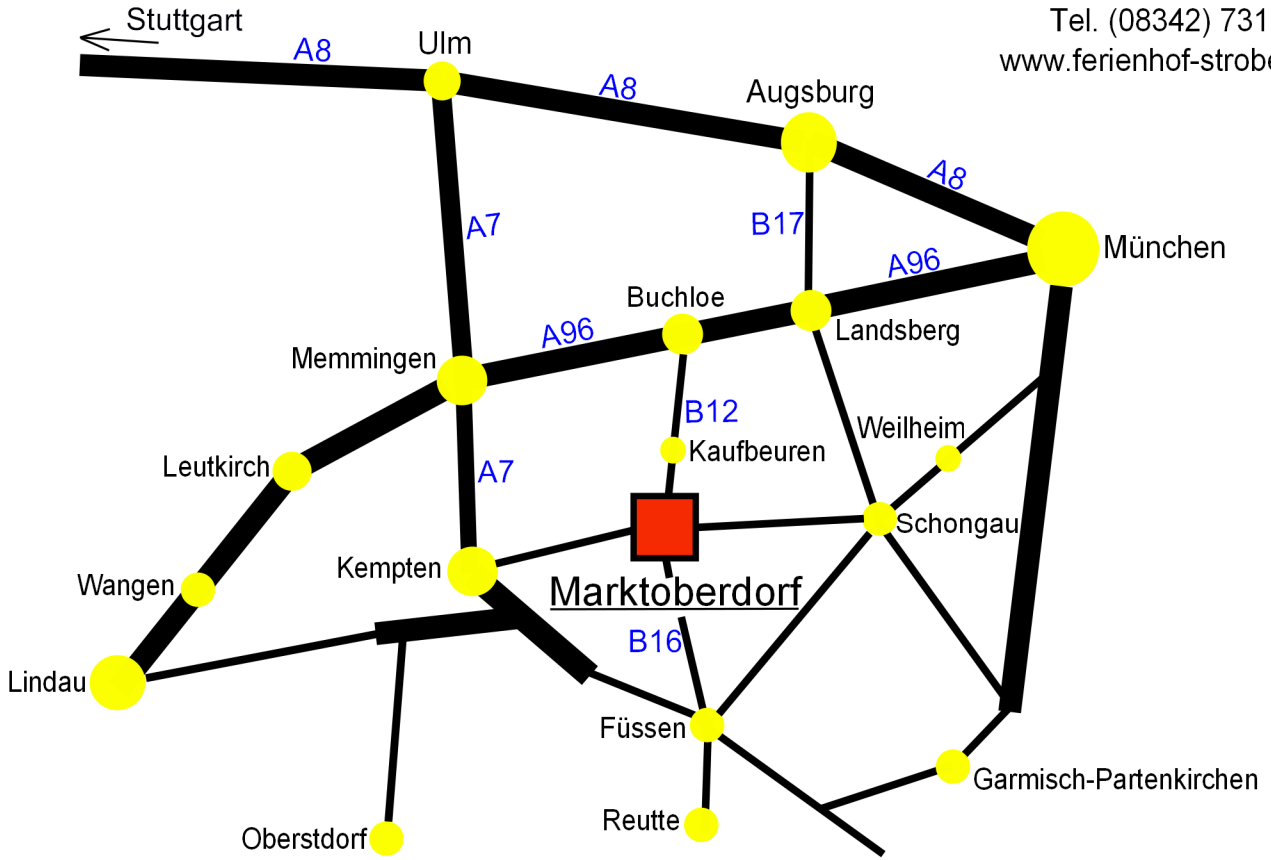 Stuttgart
Tel. (08342) 731
www.ferienhof-strobe
A8
Ulm
A8
Augsburg
A8
A7
B17
München
A96
Buchloe
A96
Landsberg
Memmingen
B12
Weilheim
Kaufbeuren
Leutkirch
A7
Schongau
Kempten
Wangen
Marktoberdorf
B16
Lindau
Füssen
Garmisch-Partenkirchen
Reutte
Oberstdorf